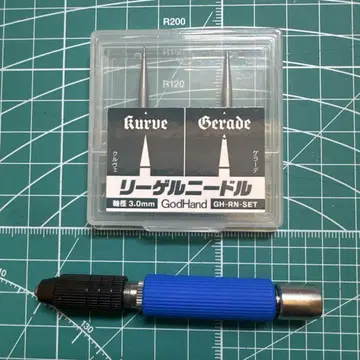 R200
R150
R120
Kurve
Gerade
クルヴェ
ゲラーデ
リーゲルニードル
軸径 3.0mm
GodHand
GH-RN-SET